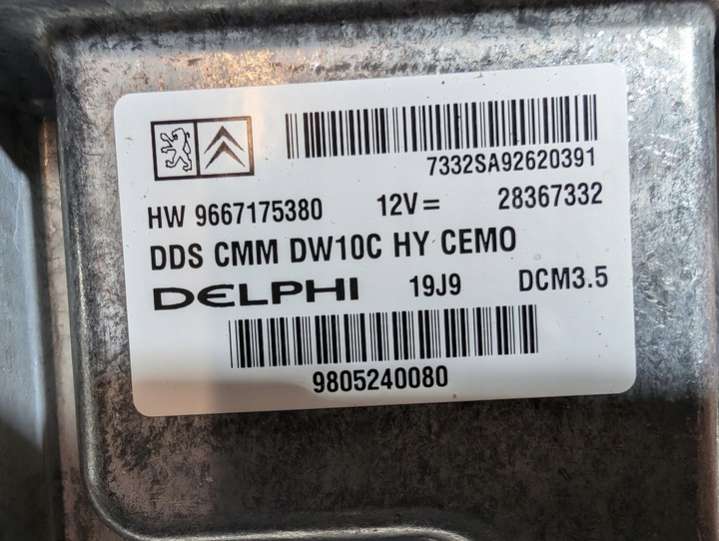 7332SA92620391
HW 9667175380 12V= 28367332
DDS CMM DW10C HY CEMO
DELPHI 19J9 DCM3.5
9805240080